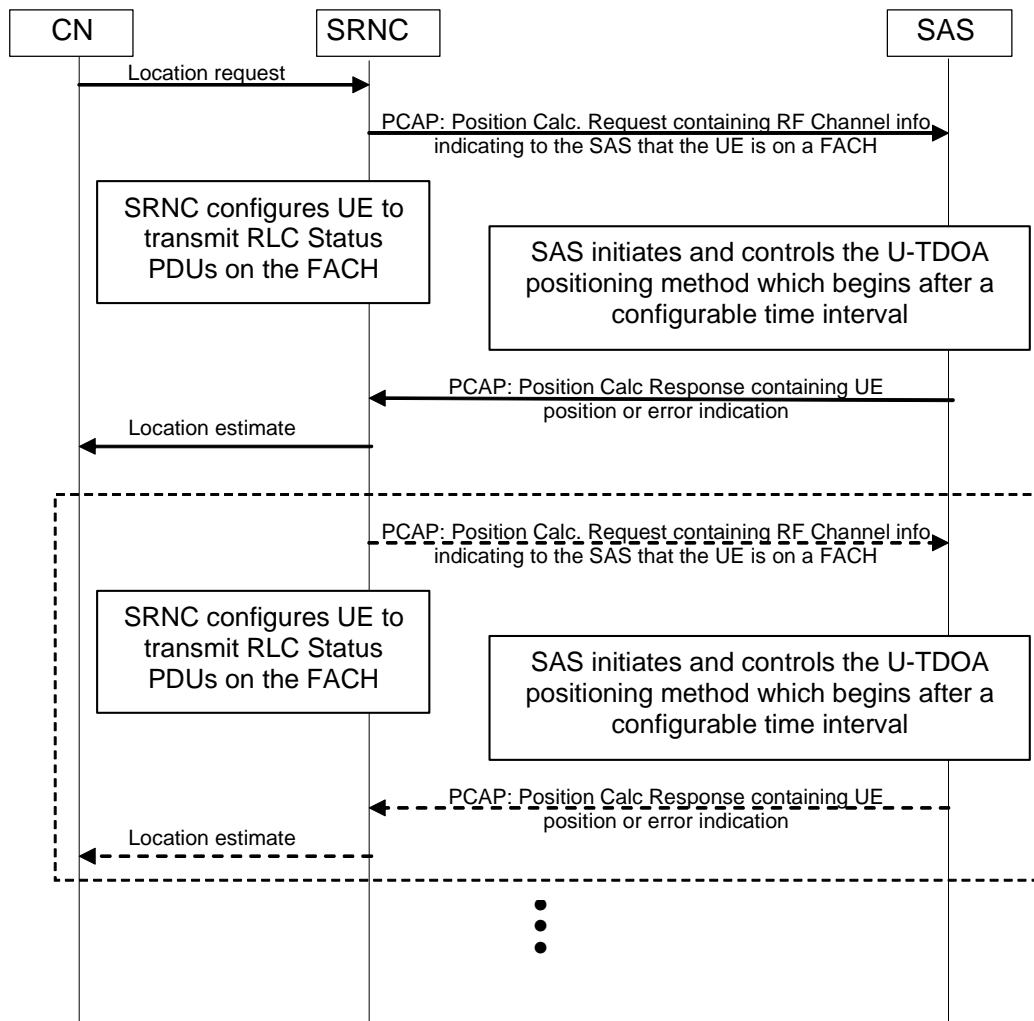 CN
SRNC
SAS
Location request
PCAP: Position Calc. Request containing RF Channel info
indicating to the SAS that the UE is on a FACH
SRNC configures UE to
transmit RLC Status
PDUs on the FACH
SAS initiates and controls the U-TDOA
positioning method which begins after a
configurable time interval
PCAP: Position Calc Response containing UE
position or error indication
Location estimate
PCAP: Position Calc. Request containing RF Channel info
indicating to the SAS that the UE is on a FACH
SRNC configures UE to
transmit RLC Status
PDUs on the FACH
SAS initiates and controls the U-TDOA
positioning method which begins after a
configurable time interval
PCAP: Position Calc Response containing UE
position or error indication
Location estimate